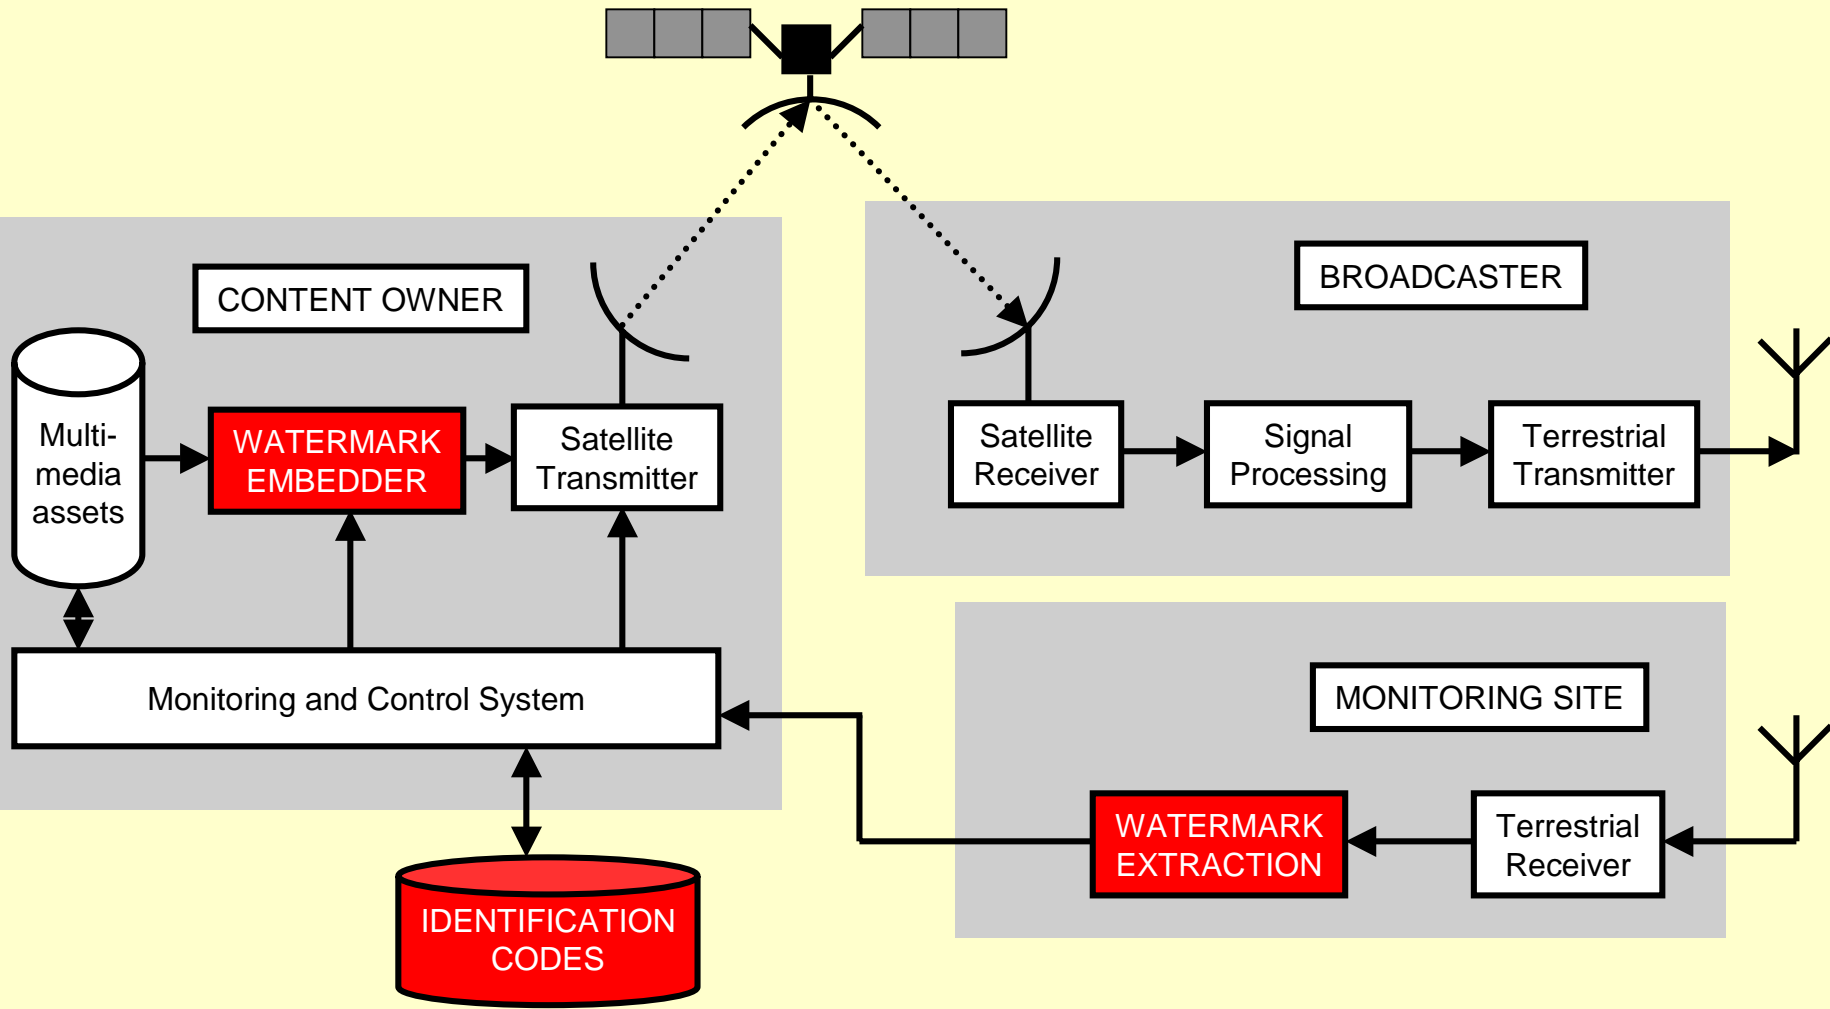 CONTENT OWNER
Multi-
media
assets
WATERMARK
EMBEDDER
Satellite
Transmitter
Monitoring and Control System
IDENTIFICATION
CODES
BROADCASTER
Satellite
Receiver
Signal
Processing
Terrestrial
Transmitter
MONITORING SITE
WATERMARK
EXTRACTION
Terrestrial
Receiver